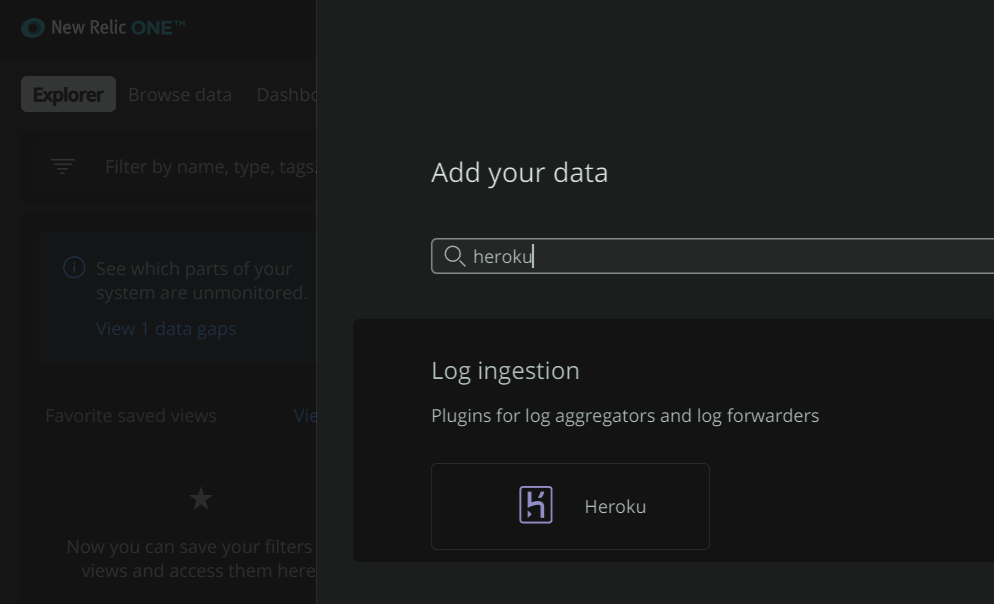 New Relic ONE™
Explorer Browse data Dashbo
Filter by name, type, tags.
See which parts of your
system are unmonitored.
View 1 data gaps
Favorite saved views Vie
Now you can save your filters
views and access them here
Add your data
heroku
Log ingestion
Plugins for log aggregators and log forwarders
Heroku